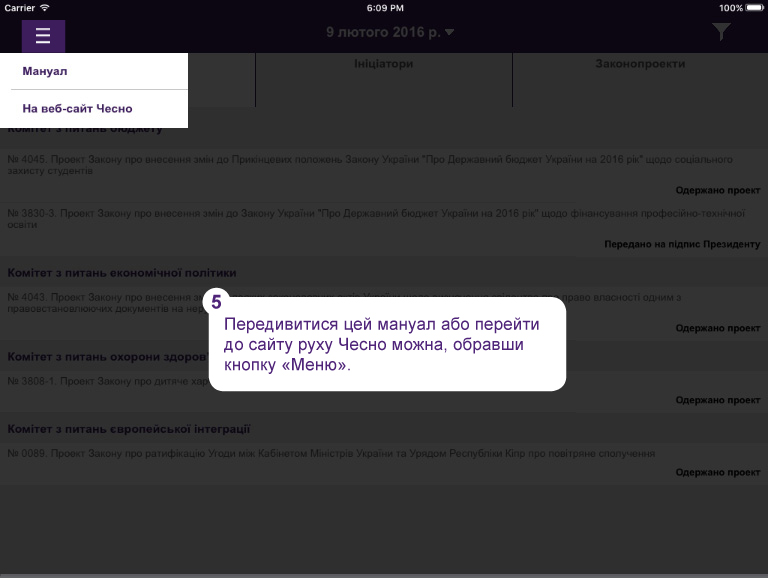 Carrier 6:09 PM 100%
9 лютого 2016 р.
Мануал
На веб-сайт Чесно
Ініціатори
Законопроекти
Комітет з питань бюджету
№ 4045. Проект Закону про внесення змін до Прикінцевих положень Закону України "Про Державний бюджет України на 2016 рік" щодо соціального
захисту студентів
Одержано проект
№ 3830-3. Проект Закону про внесення змін до Закону України "Про Державний бюджет України на 2016 рік" щодо фінансування професійно-технічної
освіти
Передано на підпис Президенту
Комітет з питань економічної політики
№ 4043. Проект Закону про внесення право власності одним з
правовстановлюючих документів на
Одержано проект
5
Передивитися цей мануал або перейти
до сайту руху Чесно можна, обравши
кнопку «Меню».
Комітет з питань охорони
№ 3808-1. Проект Закону про дитяче
Одержано проект
Комітет з питань європейської інтеграції
№ 0089. Проект Закону про ратифікацію Угоди між Кабінетом Міністрів України та Урядом Республіки Кіпр про повітряне сполучення
Одержано проект